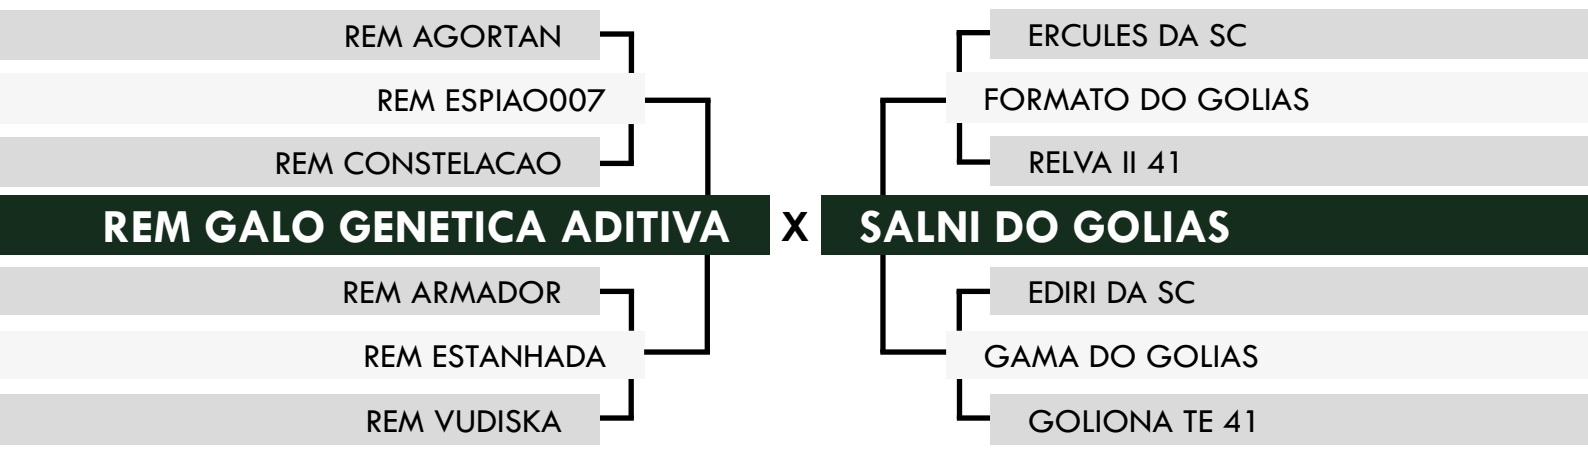 REM AGORTAN
REM ESPIAO007
REM CONSTELACAO
REM GALO GENETICA ADITIVA
REM ARMADOR
REM ESTANHADA
REM VUDISKA
X
ERCULES DA SC
FORMATO DO GOLIAS
RELVA II 41
SALNI DO GOLIAS
EDIRI DA SC
GAMA DO GOLIAS
GOLIONA TE 41